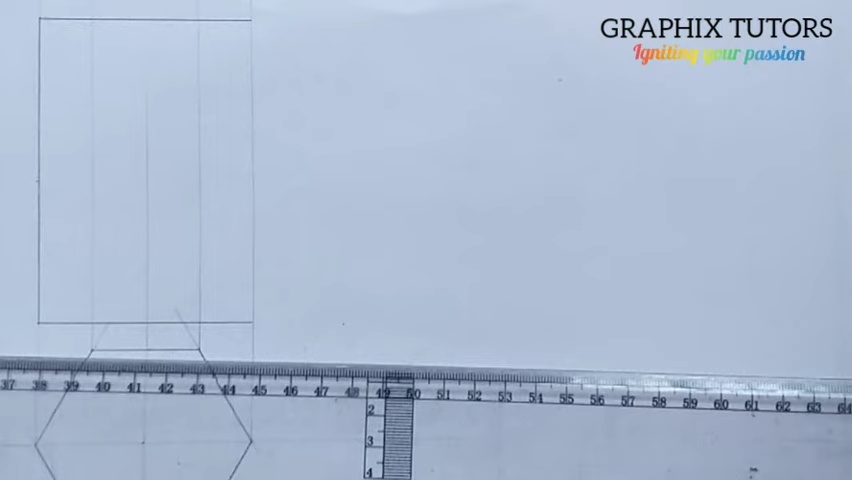 GRAPHIX TUTORS
Igniting your passion
37 38 39 40 41 42 43 44 45 46 47 48 49 50 51 52 53 54 55 56 57 58 59 60 61 62 63 64
2
3
4